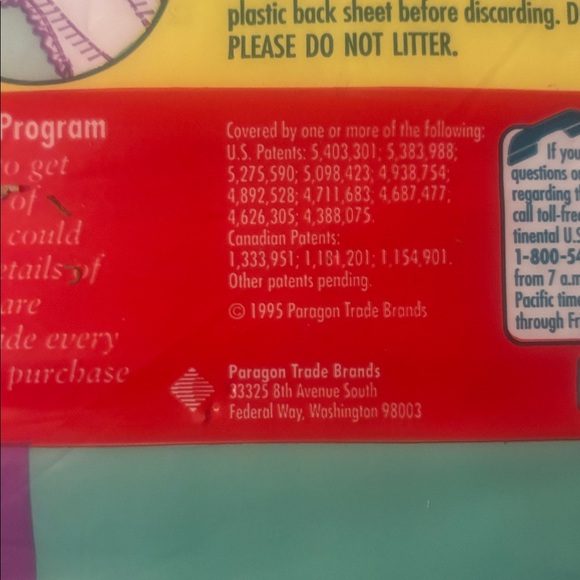 plastic back sheet before discarding. D
PLEASE DO NOT LITTER.
Program
to get
of
could
etails of
are
ide every
purchase
Covered by one or more of the following:
U.S. Patents: 5,403,301; 5,383,988;
5,275,590; 5,098,423; 4,938,754;
4,892,528; 4,711,683; 4,687,477;
4,626,305; 4,388,075.
Canadian Patents:
1,333,951; 1,181,201; 1,154,901.
Other patents pending.
© 1995 Paragon Trade Brands
Paragon Trade Brands
33325 8th Avenue South
Federal Way, Washington 98003
If you
questions o
regarding t
call toll-fre
tinental U.S
1-800-54
from 7 a.m
Pacific time
through Fr